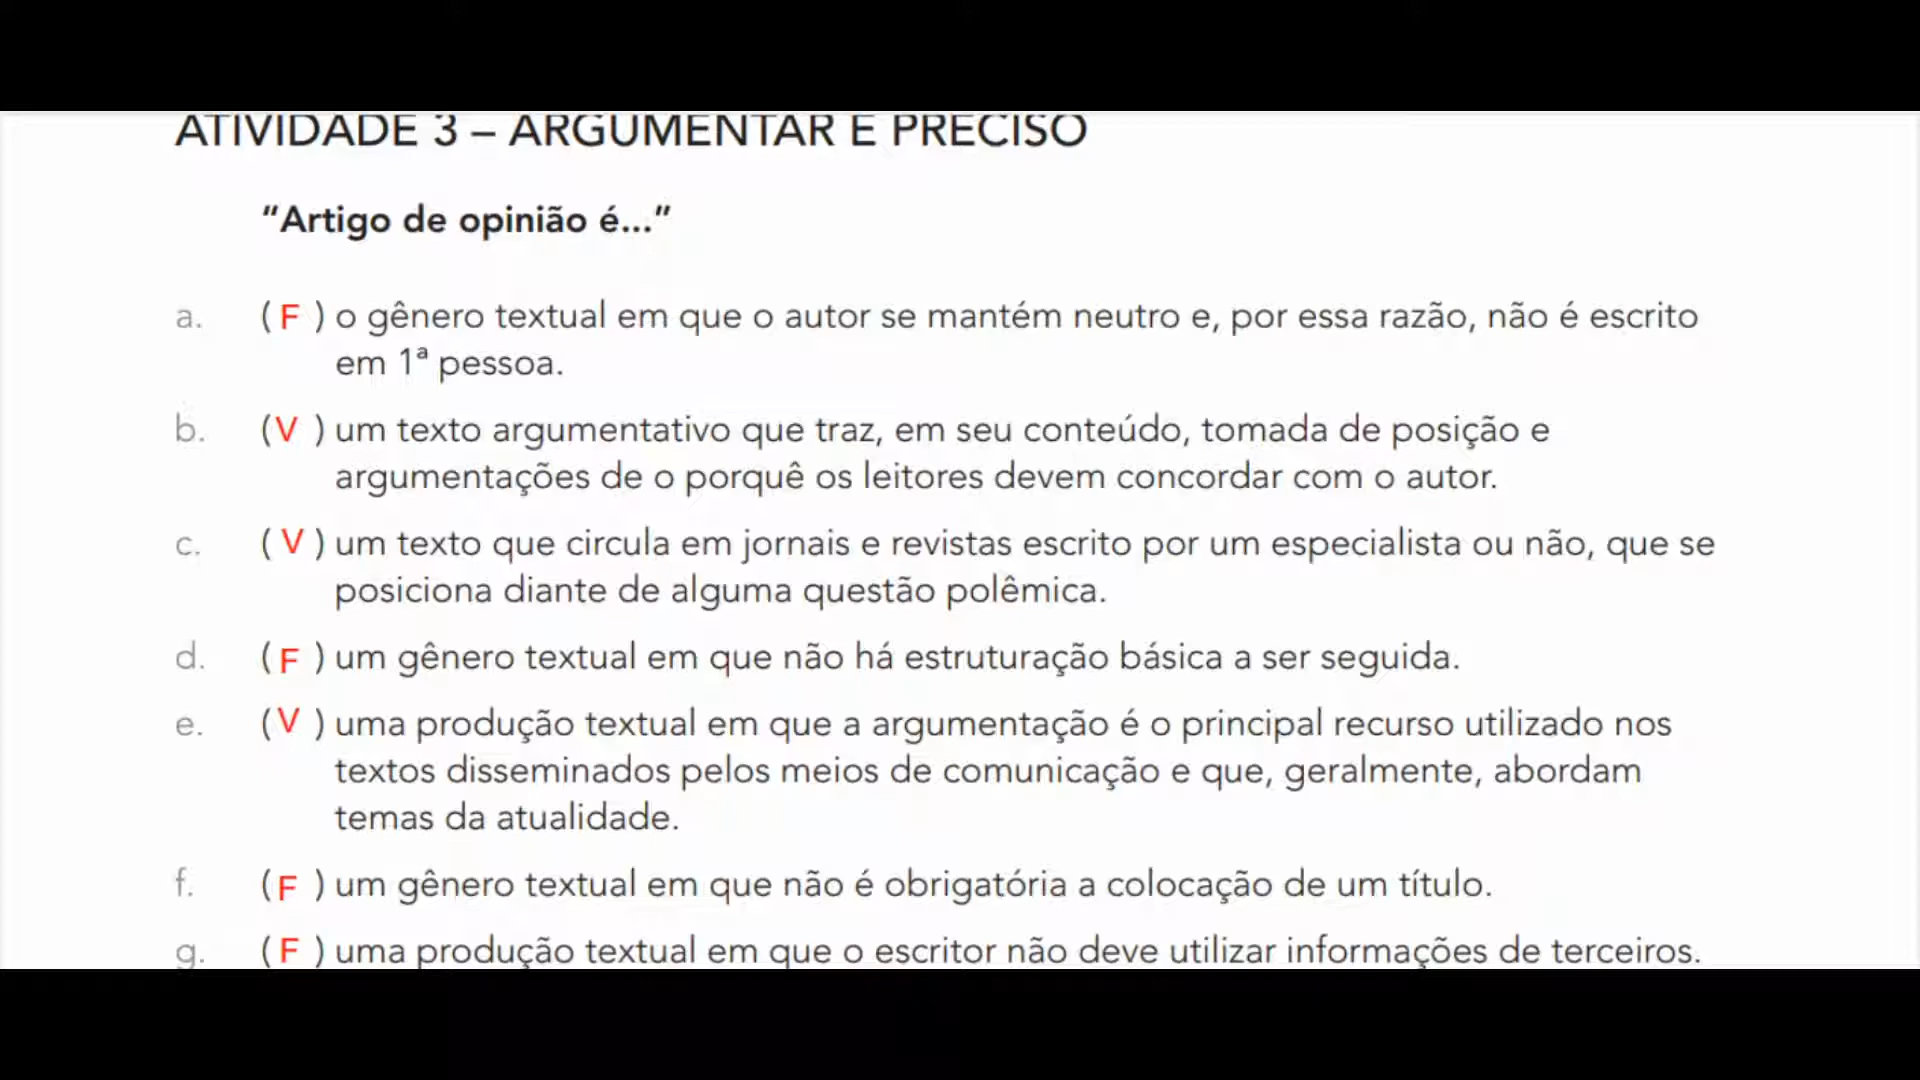 ATIVIDADE 3 – ARGUMENTAR É PRECISO
“Artigo de opinião é...”
a. ( F ) o gênero textual em que o autor se mantém neutro e, por essa razão, não é escrito
em 1ª pessoa.
b. (V ) um texto argumentativo que traz, em seu conteúdo, tomada de posição e
argumentações de o porquê os leitores devem concordar com o autor.
c. ( V ) um texto que circula em jornais e revistas escrito por um especialista ou não, que se
posiciona diante de alguma questão polêmica.
d. ( F ) um gênero textual em que não há estruturação básica a ser seguida.
e. (V ) uma produção textual em que a argumentação é o principal recurso utilizado nos
textos disseminados pelos meios de comunicação e que, geralmente, abordam
temas da atualidade.
f. (F ) um gênero textual em que não é obrigatória a colocação de um título.
g. ( F ) uma produção textual em que o escritor não deve utilizar informações de terceiros.